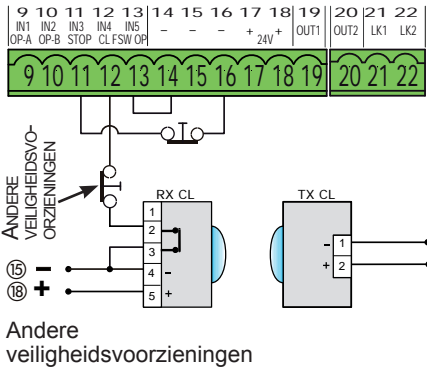 9 10 11 12 13 14 15 16 17 18 19 20 21 22
IN1 IN2 IN3 IN4 IN5 - - - + + OUT1 OUT2 LK1 LK2
OP-A OP-B STOP CL FSW OP 24V
9 10 11 12 13 14 15 16 17 18 19 20 21 22
ANDERE
VEILIGHEIDSVO-
ORZIENINGEN
RX CL
1
2
3
4 -
5 +
15 -
18 +
TX CL
- 1
+ 2
Andere
veiligheidsvoorzieningen